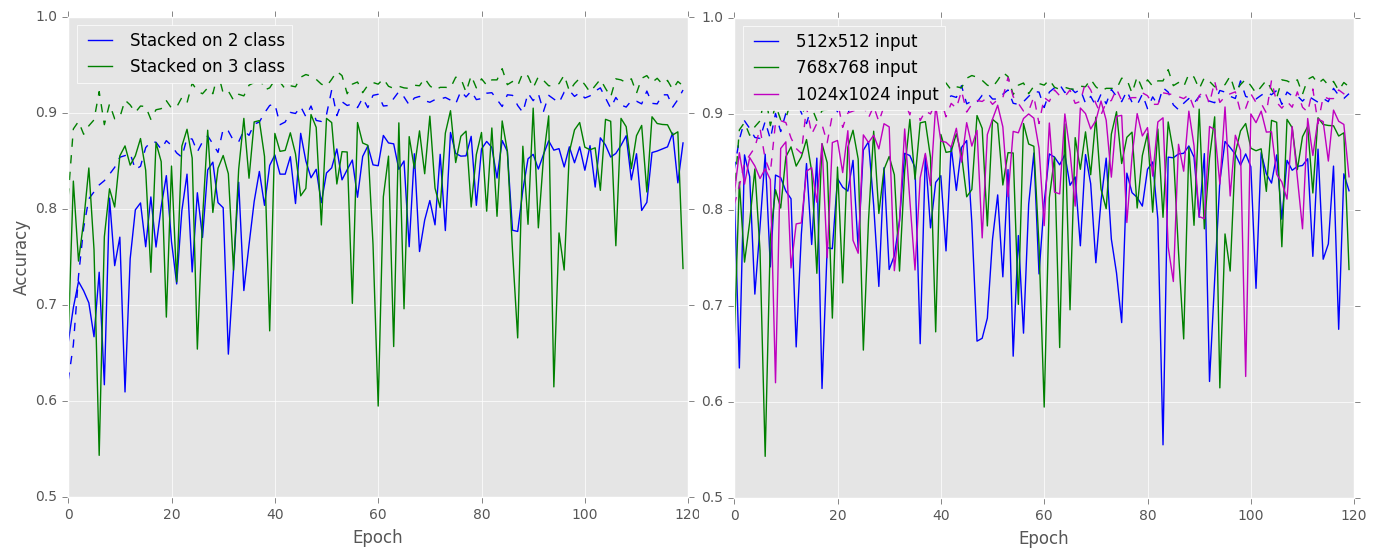 1.0
0.9
0.8
0.7
0.6
0.5
Accuracy
Stacked on 2 class
Stacked on 3 class
0 20 40 60 80 100 120
Epoch
1.0
0.9
0.8
0.7
0.6
0.5
512x512 input
768x768 input
1024x1024 input
0 20 40 60 80 100 120
Epoch